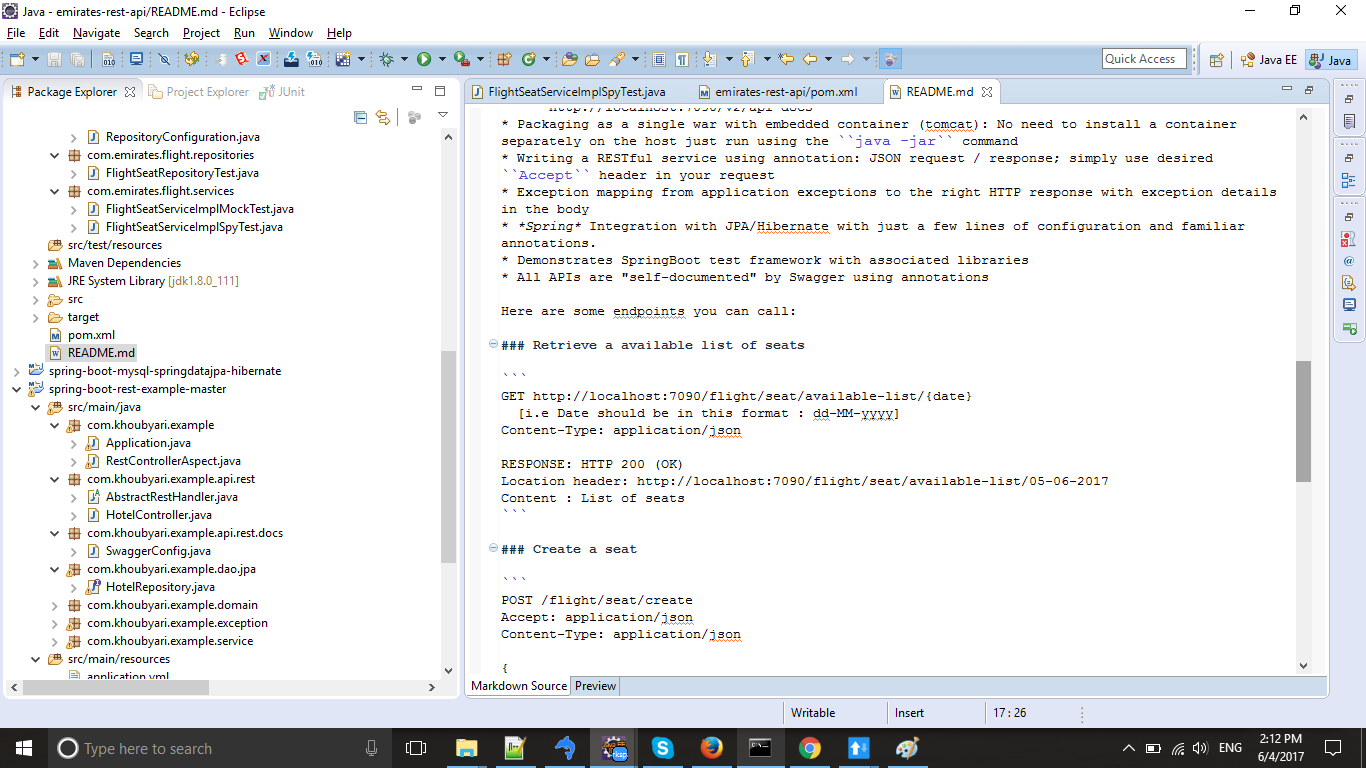 Java - emirates-rest-api/README.md - Eclipse
File Edit Navigate Search Project Run Window Help
Quick Access
Java EE
Java
Package Explorer
Project Explorer
JUnit
RepositoryConfiguration.java
com.emirates.flight.repositories
FlightSeatRepositoryTest.java
com.emirates.flight.services
FlightSeatServiceImplMockTest.java
FlightSeatServiceImplSpyTest.java
src/test/resources
Maven Dependencies
JRE System Library [jdk1.8.0_111]
src
target
pom.xml
README.md
spring-boot-mysql-springdatajpa-hibernate
spring-boot-rest-example-master
src/main/java
com.khoubyari.example
Application.java
RestControllerAspect.java
com.khoubyari.example.api.rest
AbstractRestHandler.java
HotelController.java
com.khoubyari.example.api.rest.docs
SwaggerConfig.java
com.khoubyari.example.dao.jpa
HotelRepository.java
com.khoubyari.example.domain
com.khoubyari.example.exception
com.khoubyari.example.service
src/main/resources
application.yml
FlightSeatServiceImplSpyTest.java
emirates-rest-api/pom.xml
README.md
http://localhost:7090/v2/api-docs
* Packaging as a single war with embedded container (tomcat): No need to install a container
separately on the host just run using the ``java -jar`` command
* Writing a RESTful service using annotation: JSON request / response; simply use desired
``Accept`` header in your request
* Exception mapping from application exceptions to the right HTTP response with exception details
in the body
* *Spring* Integration with JPA/Hibernate with just a few lines of configuration and familiar
annotations.
* Demonstrates SpringBoot test framework with associated libraries
* All APIs are "self-documented" by Swagger using annotations
Here are some endpoints you can call:
### Retrieve a available list of seats
```
GET http://localhost:7090/flight/seat/available-list/{date}
[i.e Date should be in this format : dd-MM-yyyy]
Content-Type: application/json
RESPONSE: HTTP 200 (OK)
Location header: http://localhost:7090/flight/seat/available-list/05-06-2017
Content : List of seats
```
### Create a seat
```
POST /flight/seat/create
Accept: application/json
Content-Type: application/json
{
Markdown Source
Preview
Writable
Insert
17 : 26
Type here to search
ENG
2:12 PM
6/4/2017